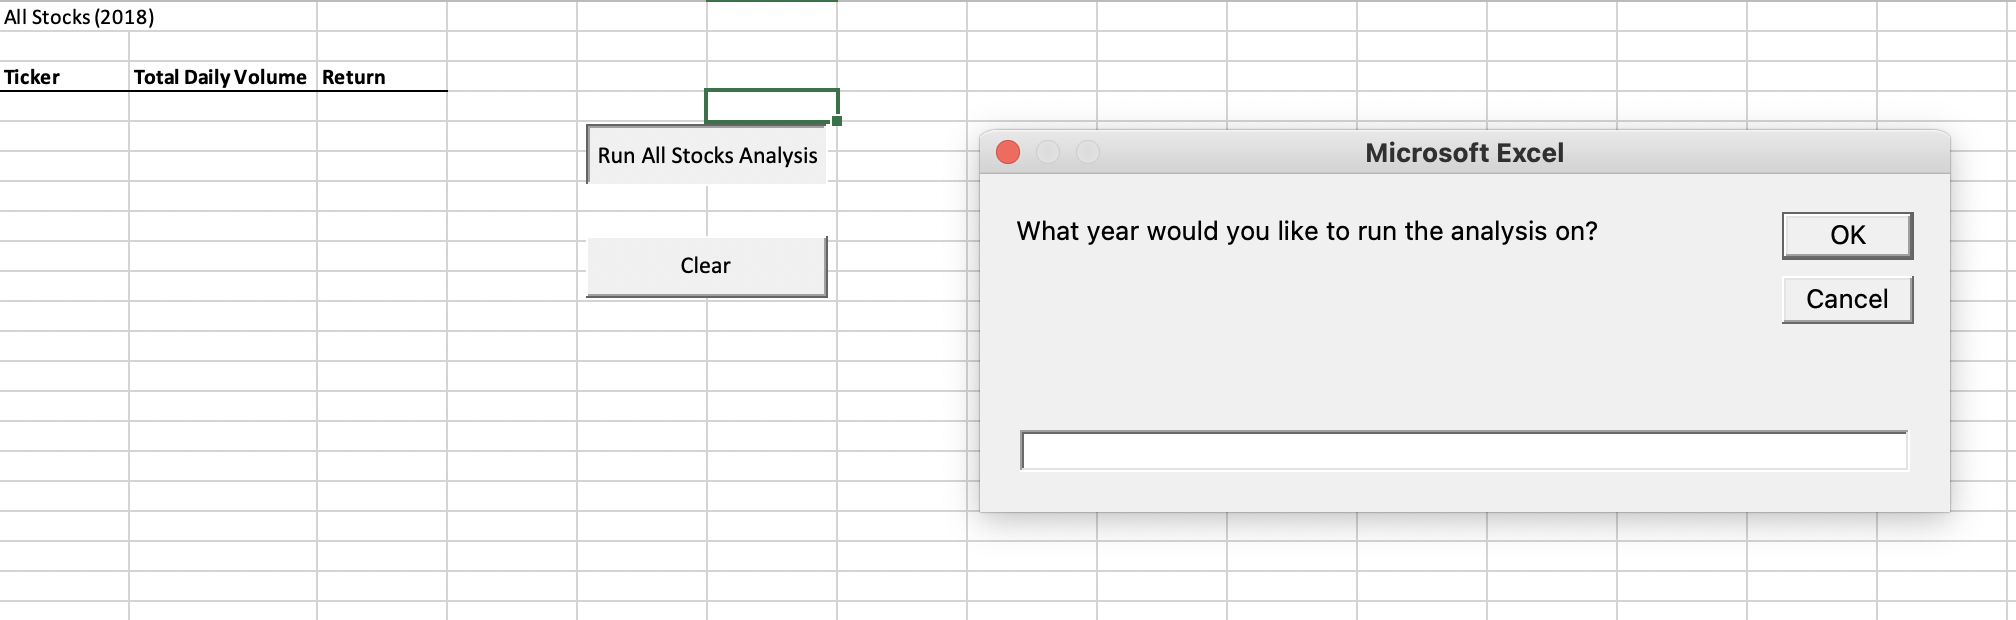 All Stocks (2018)
Ticker Total Daily Volume Return
Run All Stocks Analysis
Clear
Microsoft Excel
What year would you like to run the analysis on?
OK
Cancel